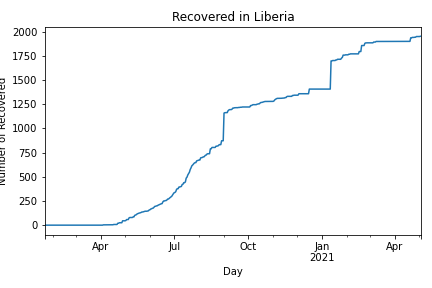 Recovered in Liberia
Number of Recovered
2000
1750
1500
1250
1000
750
500
250
0
Apr
Jul
Oct
Jan
2021
Apr
Day